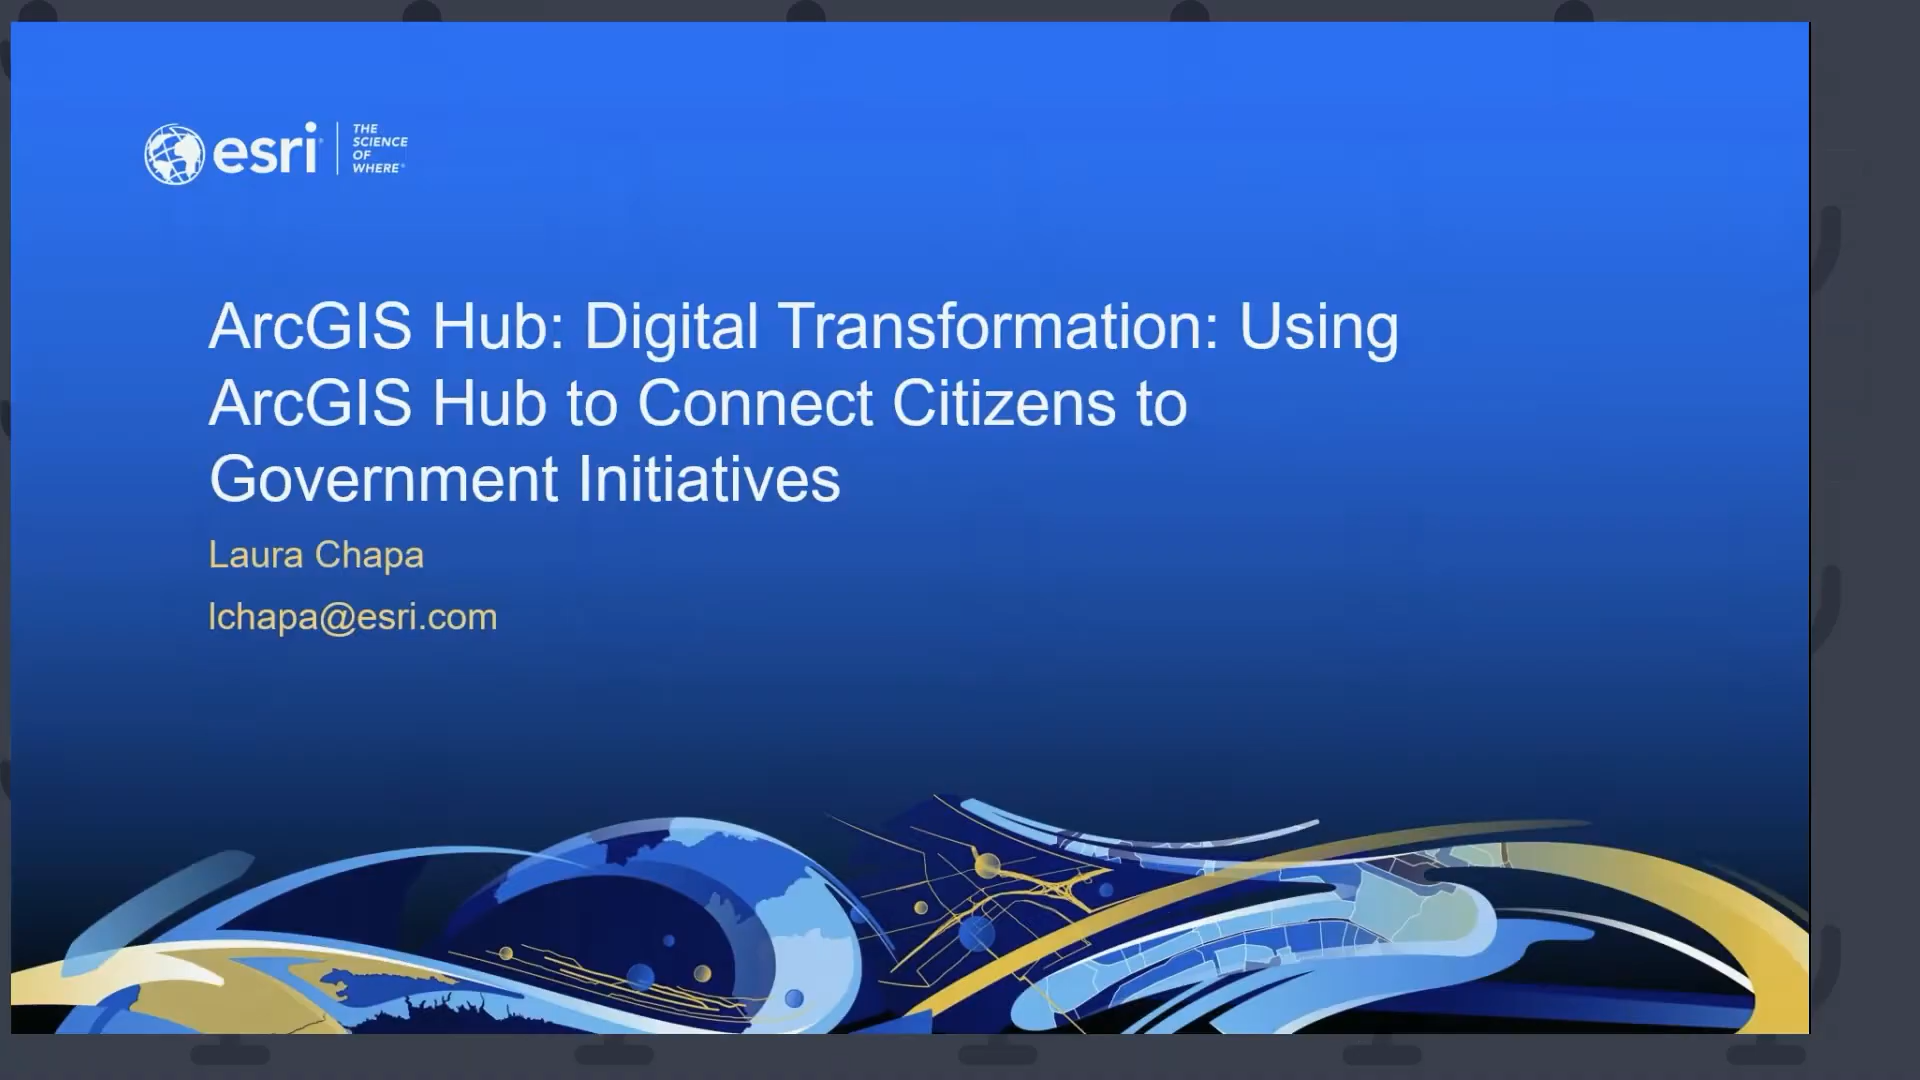 esri
THE
SCIENCE
OF
WHERE®
ArcGIS Hub: Digital Transformation: Using
ArcGIS Hub to Connect Citizens to
Government Initiatives
Laura Chapa
lchapa@esri.com